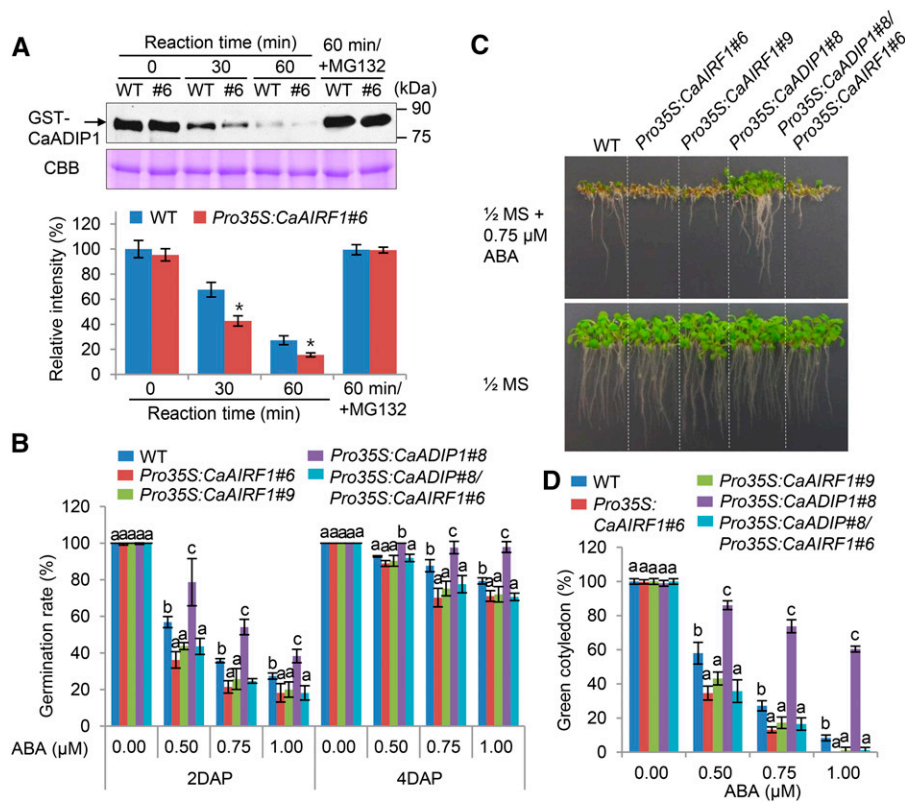 A
Reaction time (min)
0 30 60 60 min/
+MG132
WT #6 WT #6 WT #6 WT #6 (kDa)
GST-
CaADIP1
90
75
CBB
WT Pro35S:CaAIRF1#6
Relative intensity (%)
120
100
80
60
40
20
0
* *
0 30 60 60 min/
+MG132
Reaction time (min)
B
WT
Pro35S:CaAIRF1#6
Pro35S:CaAIRF1#9
Pro35S:CaADIP1#8
Pro35S:CaADIP#8/
Pro35S:CaAIRF1#6
Germination rate (%)
100
80
60
40
20
0
a a a a a b a a c a b a a c a b a a c a
a a a a a a a a b a b a a c a b a a c a
ABA (µM) 0.00 0.50 0.75 1.00 0.00 0.50 0.75 1.00
2DAP 4DAP
C
WT
Pro35S:CaAIRF1#6
Pro35S:CaAIRF1#9
Pro35S:CaADIP1#8
Pro35S:CaADIP1#8/
Pro35S:CaAIRF1#6
½ MS +
0.75 µM
ABA
½ MS
D
WT
Pro35S:
CaAIRF1#6
Pro35S:CaAIRF1#9
Pro35S:CaADIP1#8
Pro35S:CaADIP#8/
Pro35S:CaAIRF1#6
Green cotyledon (%)
120
100
80
60
40
20
0
a a a a a b a a c a b a a c a b a a c a
0.00 0.50 0.75 1.00
ABA (µM)